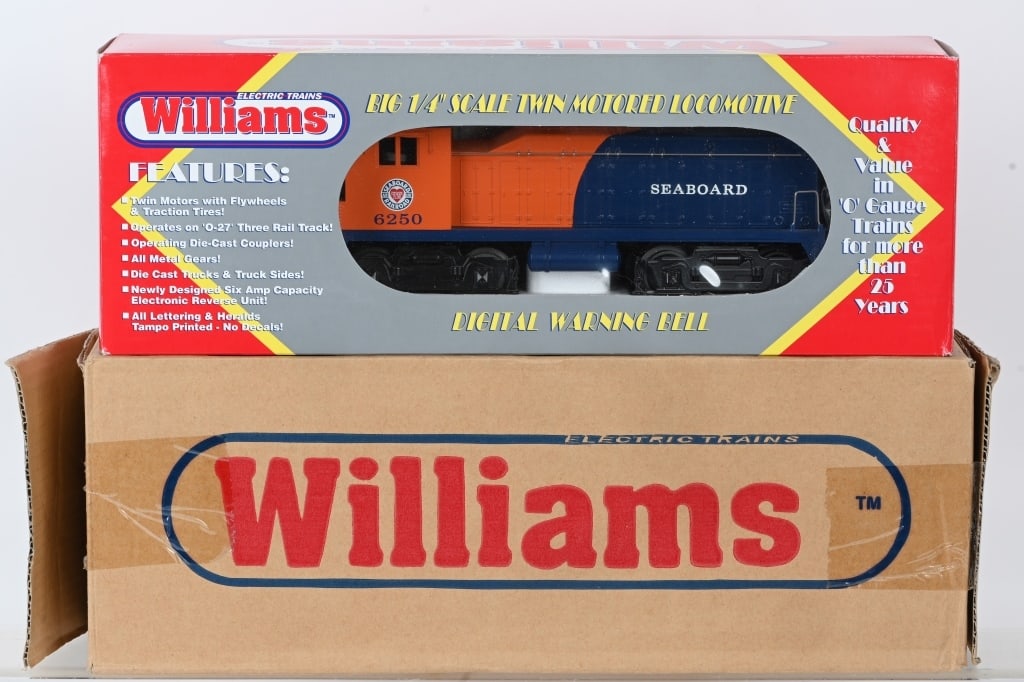 ELECTRIC TRAINS
Williams™
BIG 1/4" SCALE TWIN MOTORED LOCOMOTIVE
FEATURES:
Twin Motors with Flywheels
& Traction Tires!
Operates on 'O-27' Three Rail Track!
Operating Die-Cast Couplers!
All Metal Gears!
Die Cast Trucks & Truck Sides!
Newly Designed Six Amp Capacity
Electronic Reverse Unit!
All Lettering & Heralds
Tampo Printed - No Decals!
SEABOARD
RAILROAD
6250
SEABOARD
DIGITAL WARNING BELL
Quality
&
Value
in
'O' Gauge
Trains
for more
than
25
Years
ELECTRIC TRAINS
Williams
TM